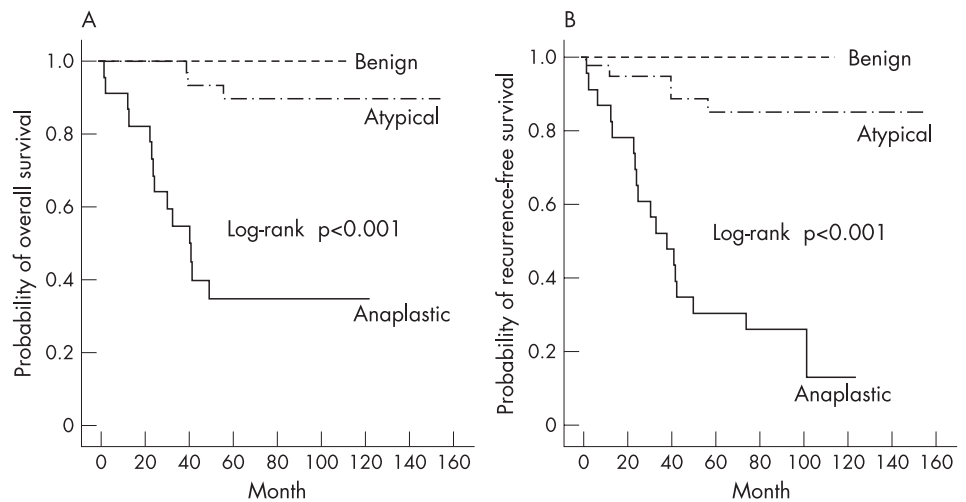 A
Probability of overall survival
1.0
0.8
0.6
0.4
0.2
0
Benign
Atypical
Log-rank p<0.001
Anaplastic
0 20 40 60 80 100 120 140 160
Month
B
Probability of recurrence-free survival
1.0
0.8
0.6
0.4
0.2
0
Benign
Atypical
Log-rank p<0.001
Anaplastic
0 20 40 60 80 100 120 140 160
Month